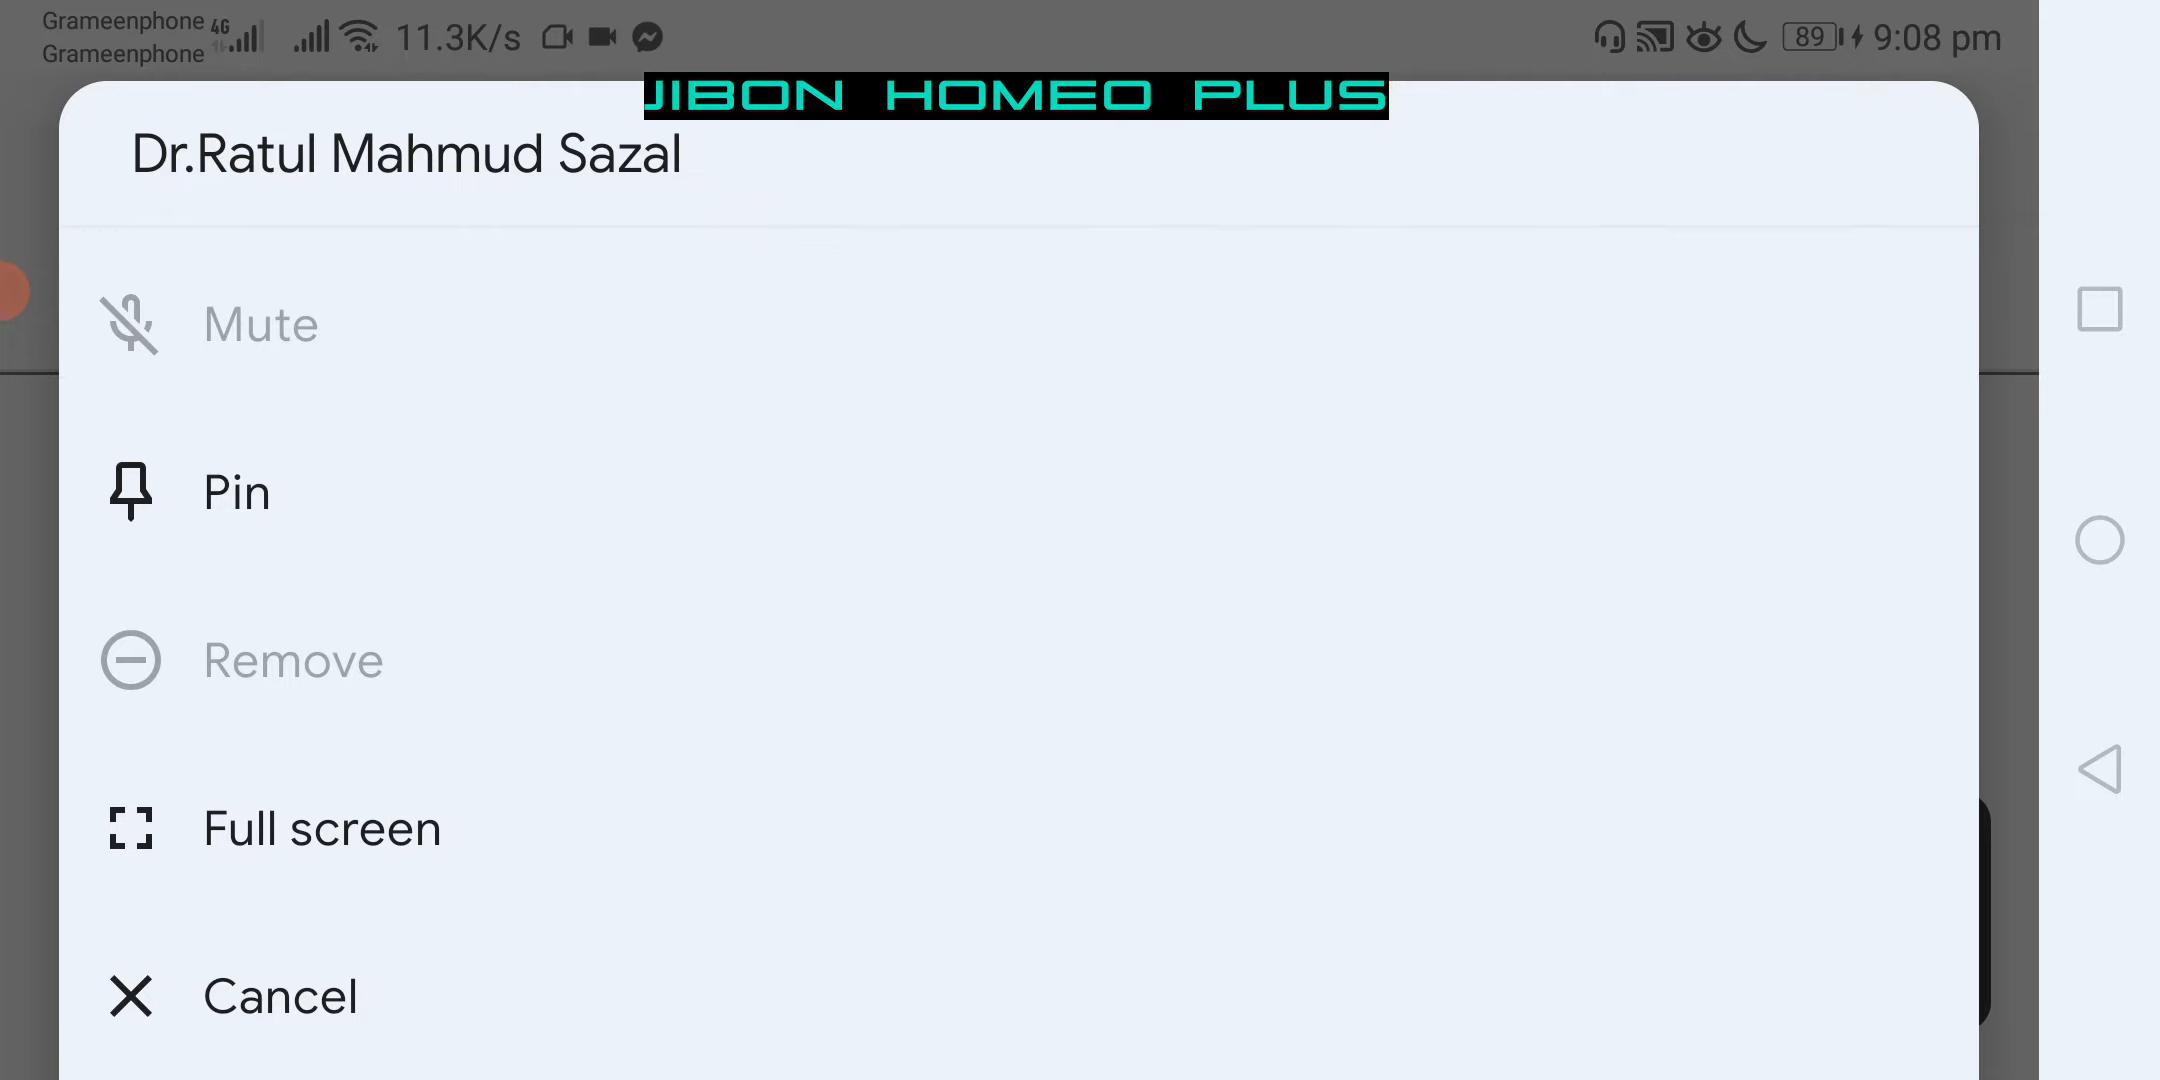 Grameenphone 4G
Grameenphone
11.3K/s
89
9:08 pm
JIBON HOMEO PLUS
Dr.Ratul Mahmud Sazal
Mute
Pin
Remove
Full screen
Cancel